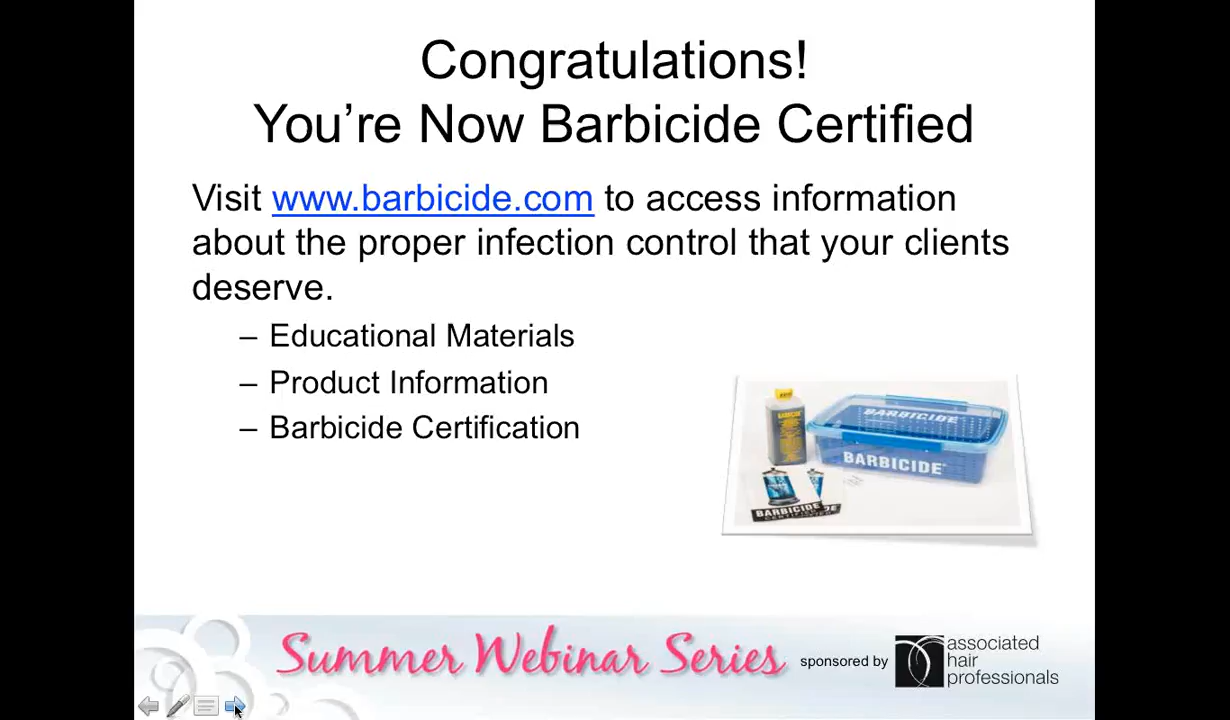 Congratulations!
You’re Now Barbicide Certified
Visit www.barbicide.com to access information
about the proper infection control that your clients
deserve.
– Educational Materials
– Product Information
– Barbicide Certification
BARBICIDE
BARBICIDE
BARBICIDE
CERTIFIED
Summer Webinar Series
sponsored by
associated
hair
professionals